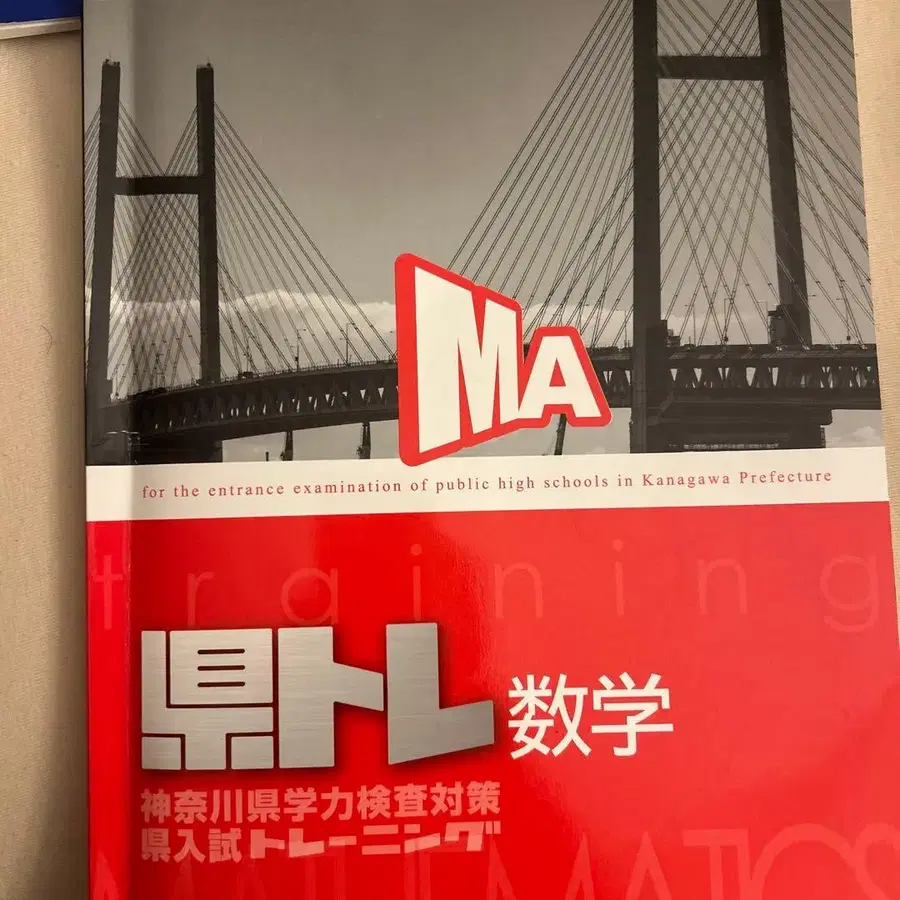 MA
for the entrance examination of public high schools in Kanagawa Prefecture
training
県トレ 数学
神奈川県学力検査対策
県入試トレーニング
MATHEMATICS